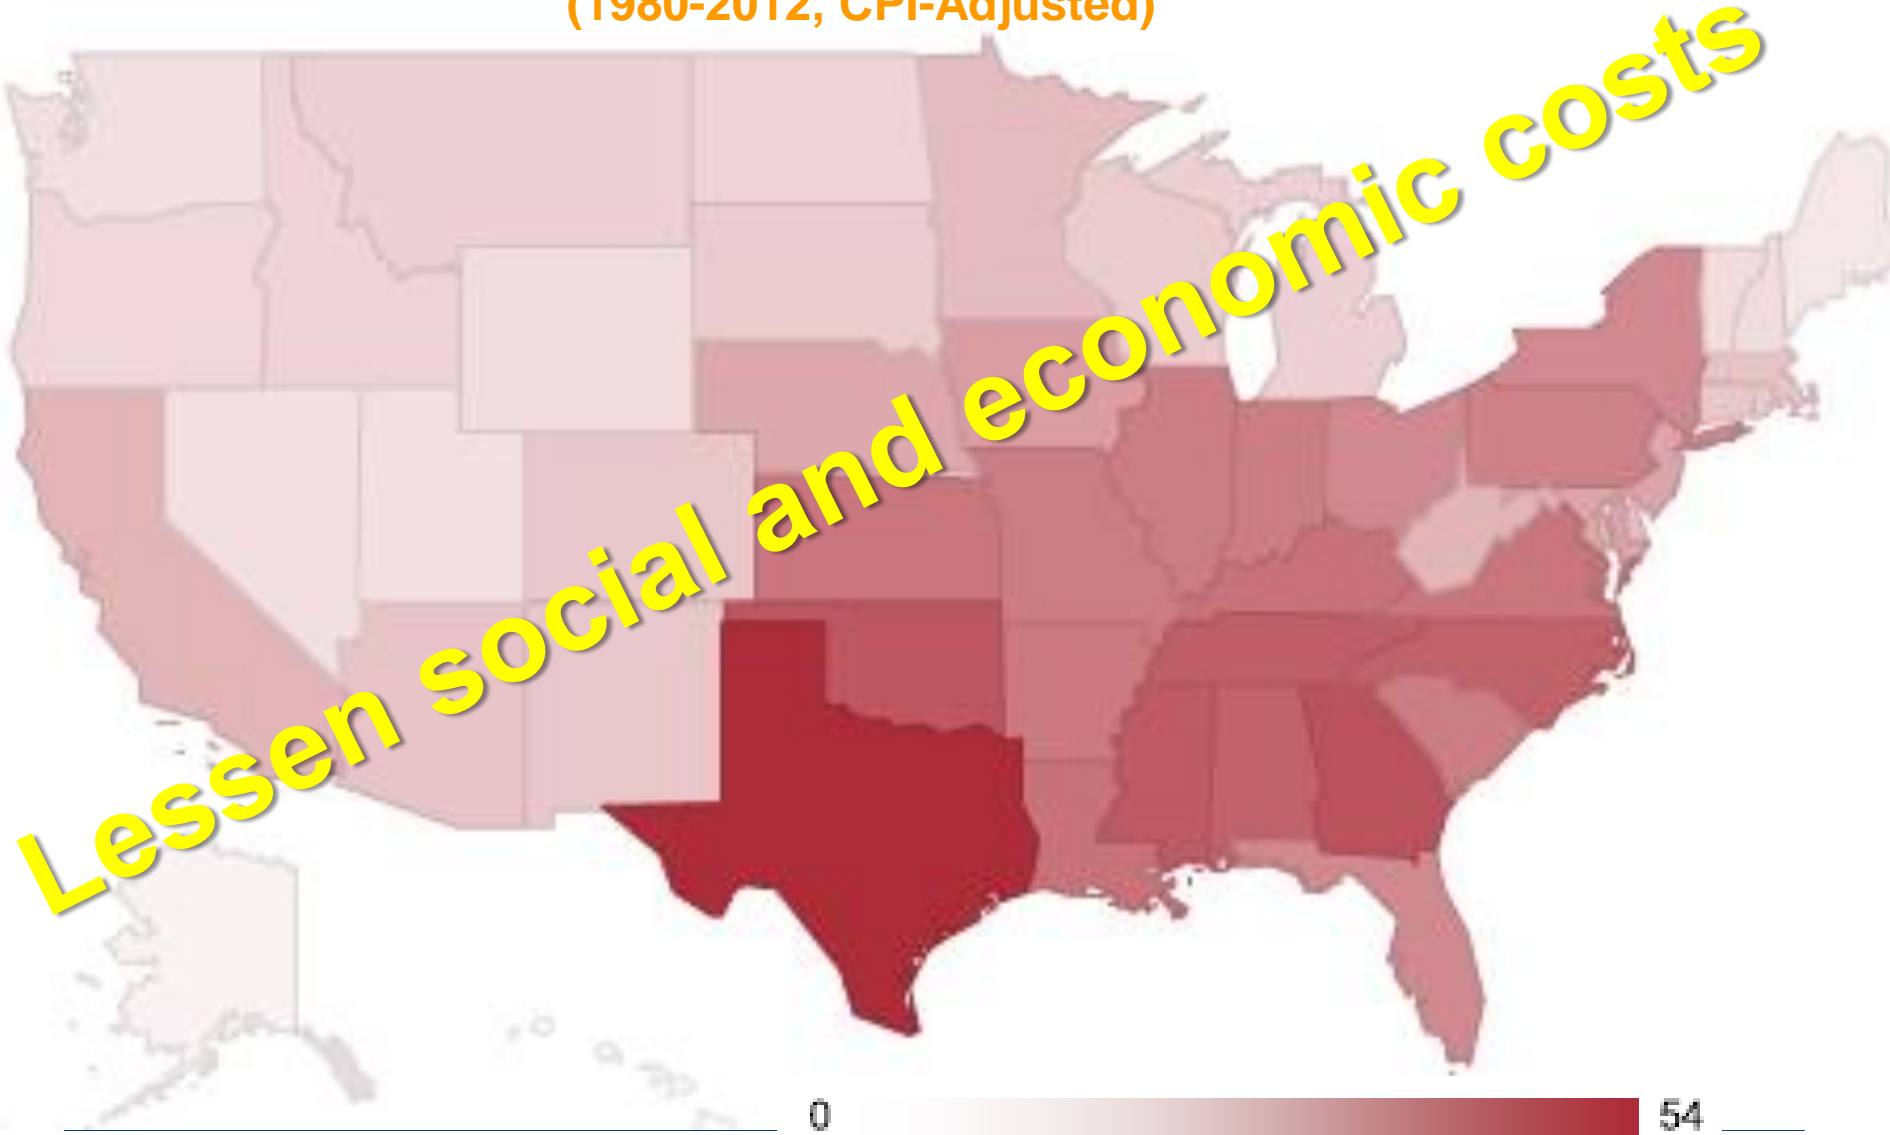 (1980-2012, CPI-Adjusted)
Lessen social and economic costs
0
54